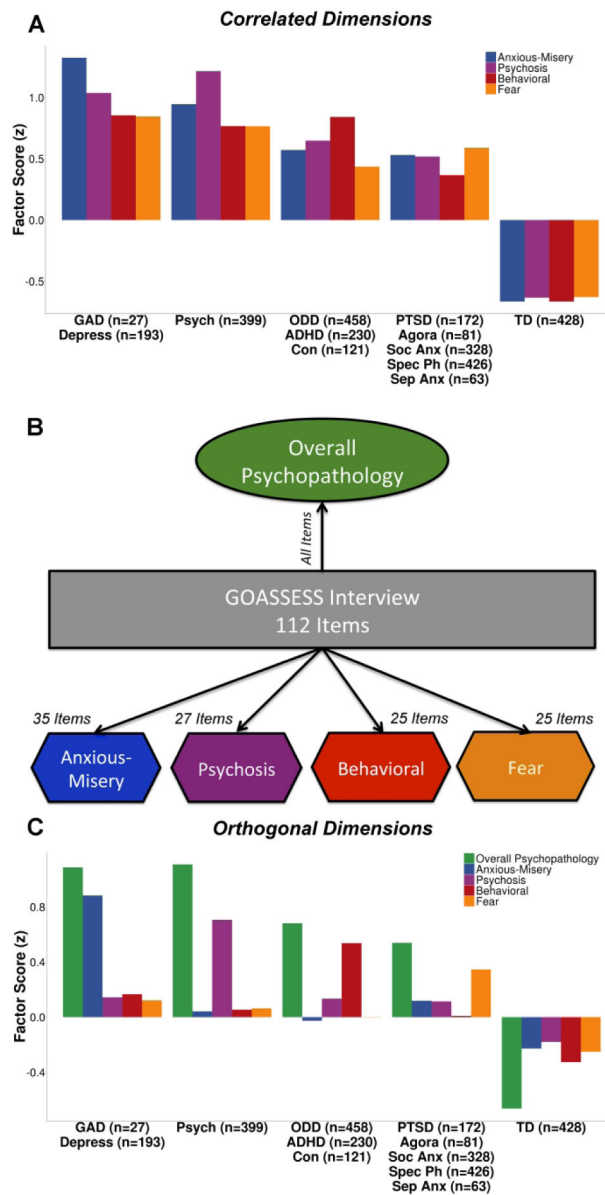 A
Correlated Dimensions
Anxious-Misery
Psychosis
Behavioral
Fear
Factor Score (z)
1.0
0.5
0.0
-0.5
GAD (n=27)
Depress (n=193)
Psych (n=399)
ODD (n=458)
ADHD (n=230)
Con (n=121)
PTSD (n=172)
Agora (n=81)
Soc Anx (n=328)
Spec Ph (n=426)
Sep Anx (n=63)
TD (n=428)
B
Overall
Psychopathology
All Items
GOASSESS Interview
112 Items
35 Items
27 Items
25 Items
25 Items
Anxious-
Misery
Psychosis
Behavioral
Fear
C
Orthogonal Dimensions
Overall Psychopathology
Anxious-Misery
Psychosis
Behavioral
Fear
Factor Score (z)
0.8
0.4
0.0
-0.4
GAD (n=27)
Depress (n=193)
Psych (n=399)
ODD (n=458)
ADHD (n=230)
Con (n=121)
PTSD (n=172)
Agora (n=81)
Soc Anx (n=328)
Spec Ph (n=426)
Sep Anx (n=63)
TD (n=428)